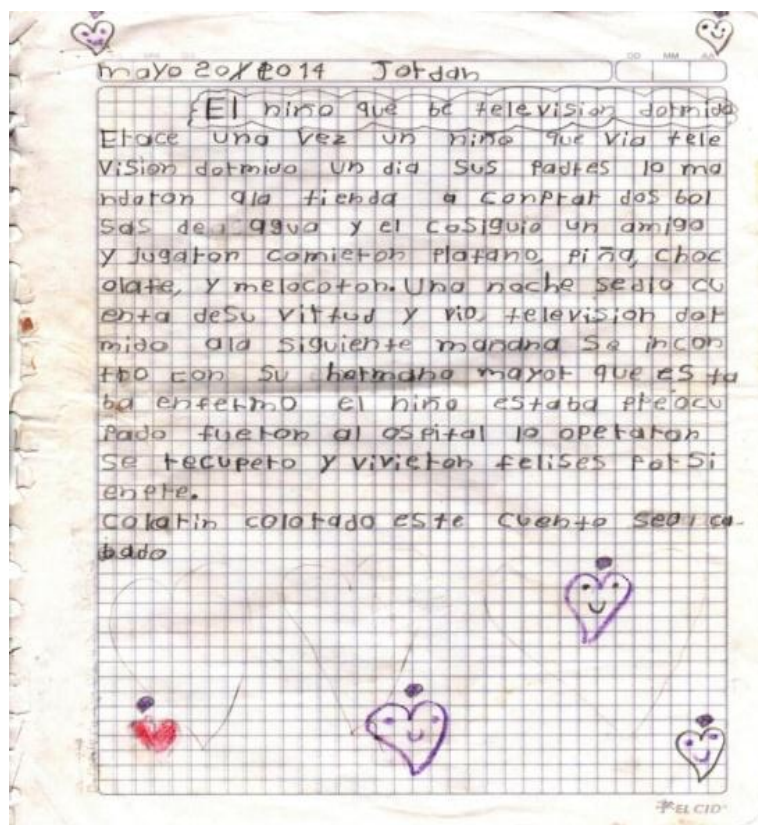 DD MM AA
mayo 20/2014 Jordan
El niño que be television dormido
Erace una vez un niño que via tele
vision dormido un dia sus padres lo ma
ndaron ala tienda a conprar dos bol
sas de agua y el cosiguio un amigo
y jugaron comieron platano, piña, choc
olate, y melocoton. Una noche sedio cu
enta desu virtud y vio, television dor
mido ala siguiente manana se incon
tro con su hermano mayor que esta
ba enfermo el niño estaba preocu
pado fueron al ospital lo operaron
se recupero y vivieron felises por si
enpre.
Colorin colorado este cuento sea ca-
bado
EL CID